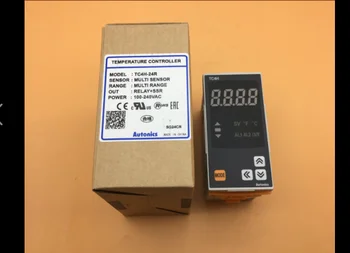 TEMPERATURE CONTROLLER
MODEL : TC4H-24R
SENSOR : MULTI SENSOR
RANGE : MULTI RANGE
OUT : RELAY+SSR
POWER : 100-240VAC
Autonics
TC4H
8.8.8.8
MODE
Autonics